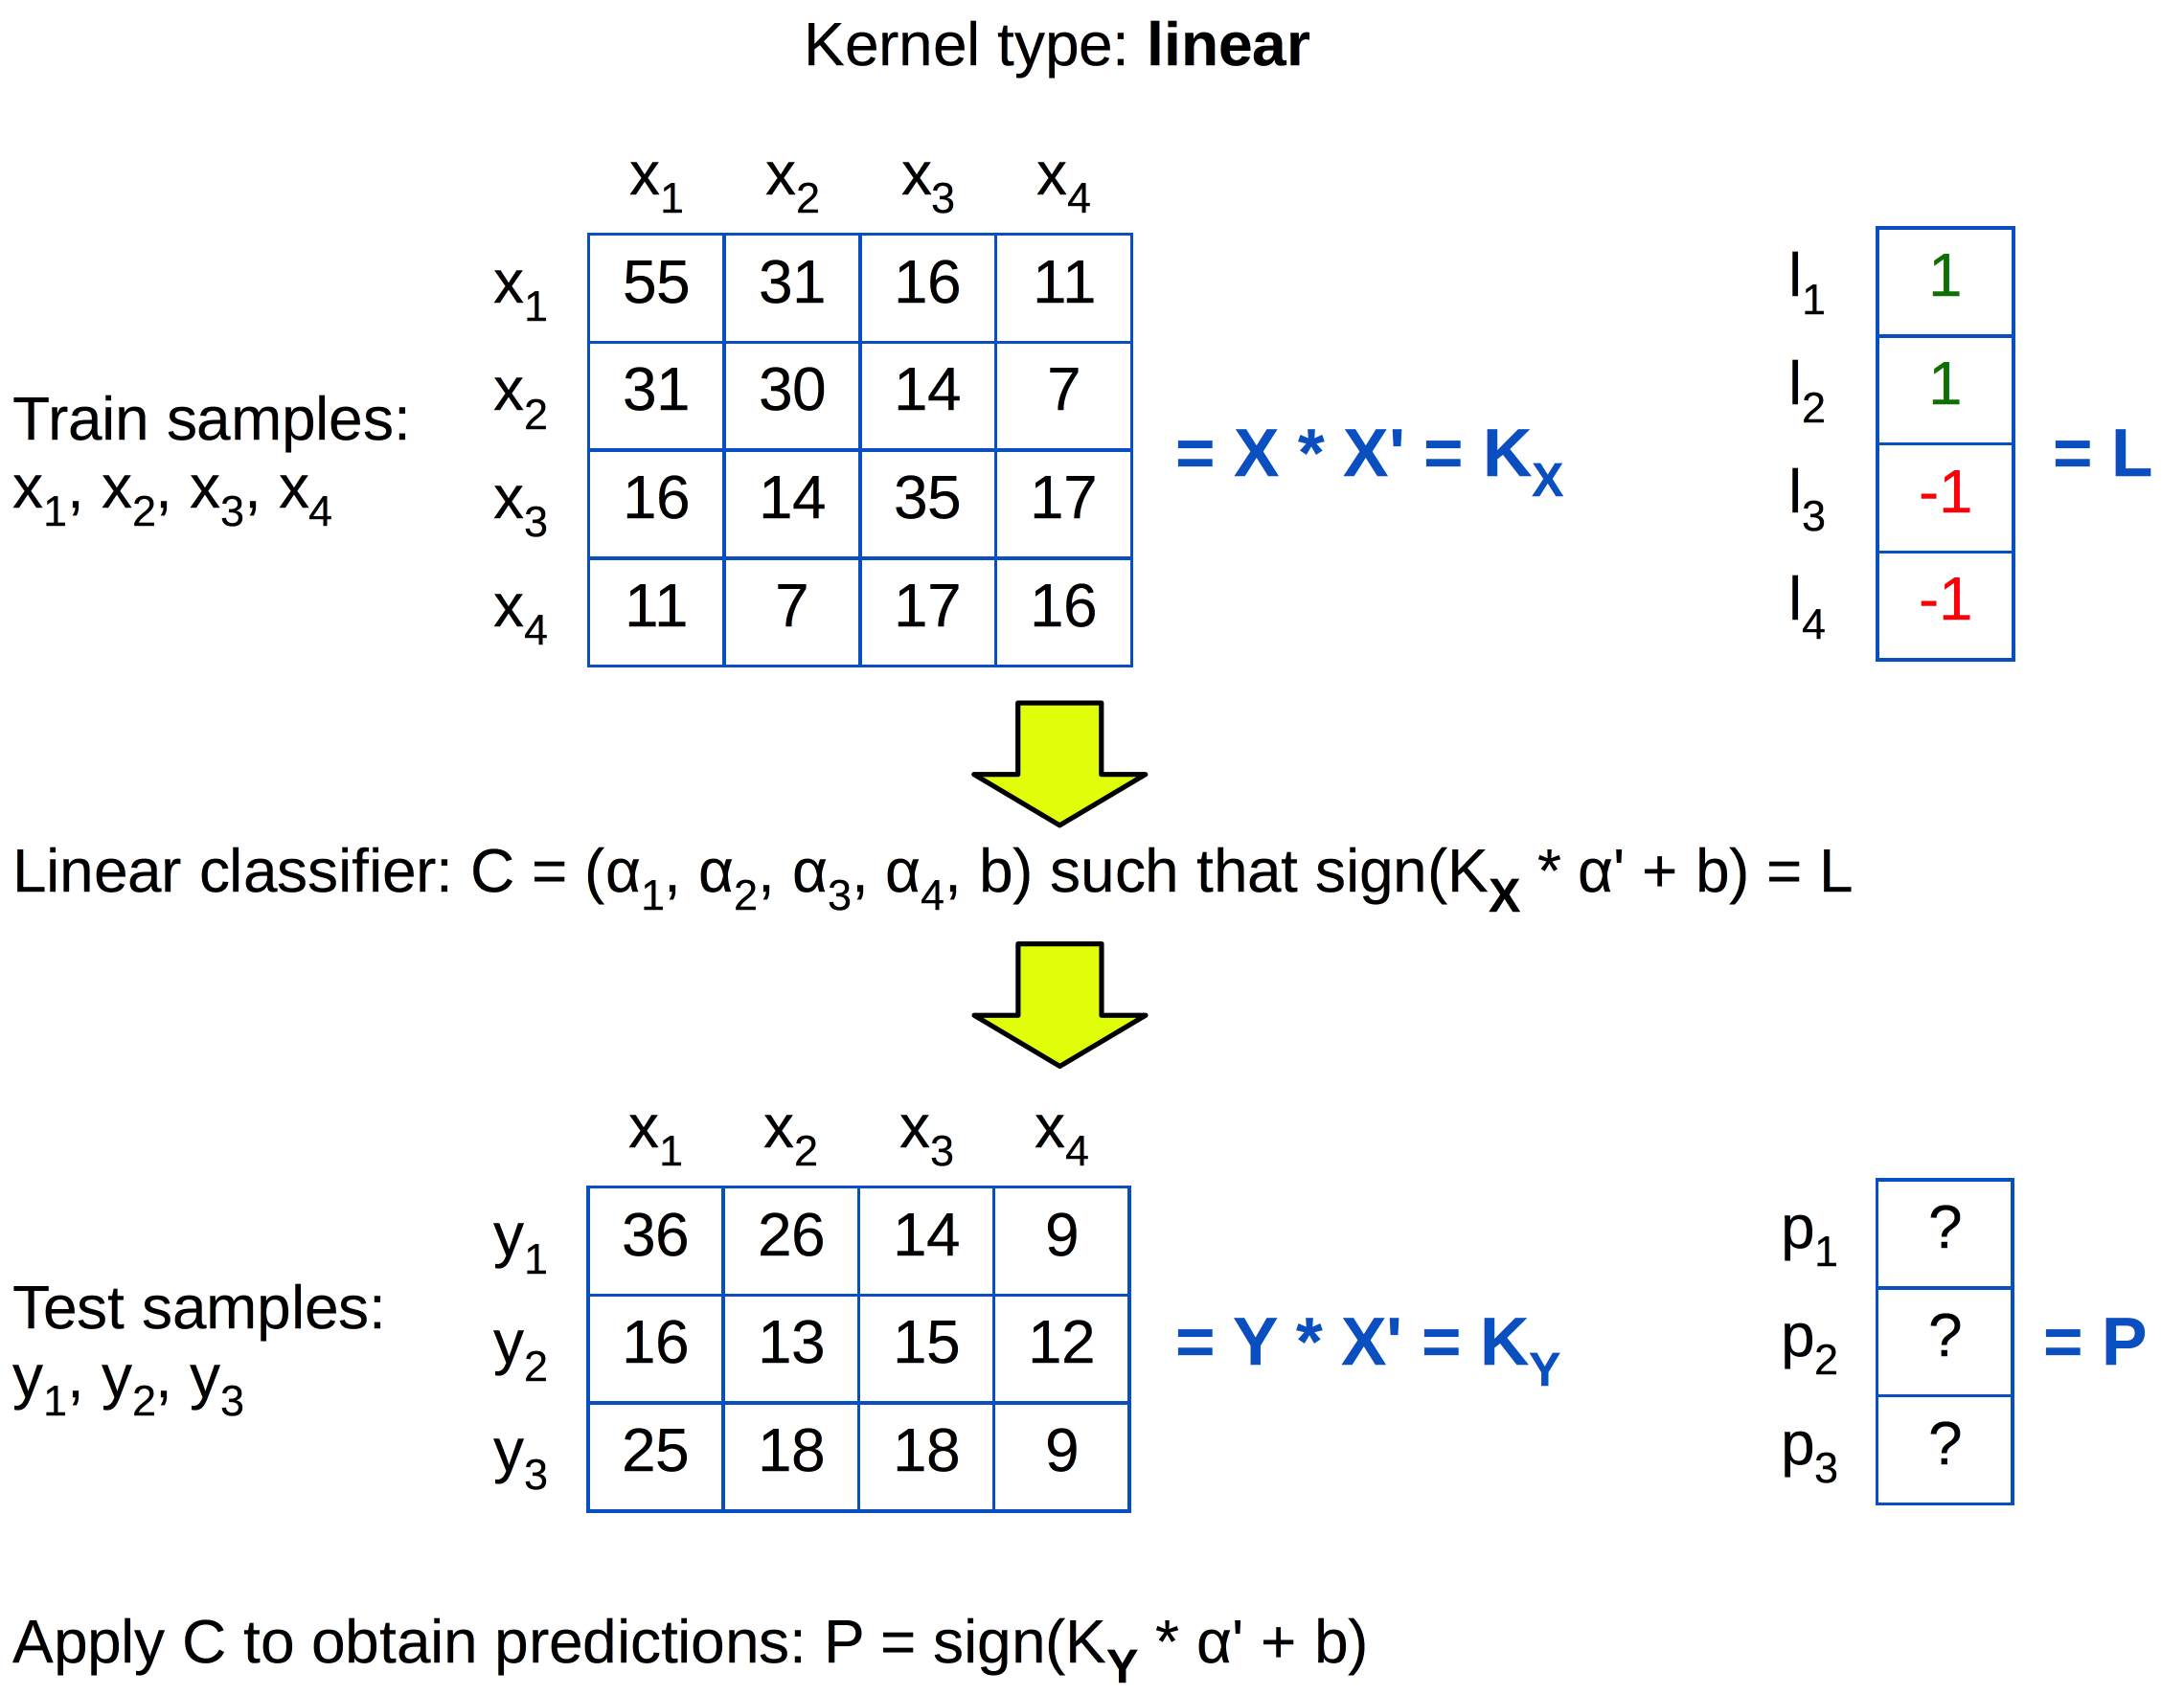 Kernel type: linear
x1 x2 x3 x4
x1 55 31 16 11
x2 31 30 14 7
x3 16 14 35 17
x4 11 7 17 16
Train samples:
x1, x2, x3, x4
= X * X' = KX
l1 1
l2 1
l3 -1
l4 -1
= L
Linear classifier: C = (α1, α2, α3, α4, b) such that sign(KX * α' + b) = L
x1 x2 x3 x4
y1 36 26 14 9
y2 16 13 15 12
y3 25 18 18 9
Test samples:
y1, y2, y3
= Y * X' = KY
p1 ?
p2 ?
p3 ?
= P
Apply C to obtain predictions: P = sign(KY * α' + b)